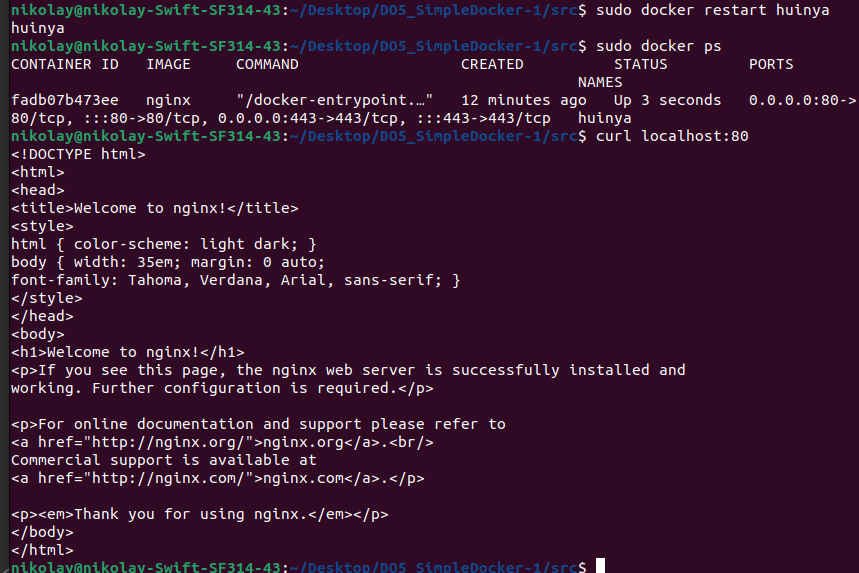 nikolay@nikolay-Swift-SF314-43:~/Desktop/DO5_SimpleDocker-1/src$ sudo docker restart huinya
huinya
nikolay@nikolay-Swift-SF314-43:~/Desktop/DO5_SimpleDocker-1/src$ sudo docker ps
CONTAINER ID   IMAGE     COMMAND                  CREATED          STATUS         PORTS
                                                               NAMES
fadb07b473ee   nginx     "/docker-entrypoint.…"   12 minutes ago   Up 3 seconds   0.0.0.0:80->
80/tcp, :::80->80/tcp, 0.0.0.0:443->443/tcp, :::443->443/tcp   huinya
nikolay@nikolay-Swift-SF314-43:~/Desktop/DO5_SimpleDocker-1/src$ curl localhost:80
<!DOCTYPE html>
<html>
<head>
<title>Welcome to nginx!</title>
<style>
html { color-scheme: light dark; }
body { width: 35em; margin: 0 auto;
font-family: Tahoma, Verdana, Arial, sans-serif; }
</style>
</head>
<body>
<h1>Welcome to nginx!</h1>
<p>If you see this page, the nginx web server is successfully installed and
working. Further configuration is required.</p>

<p>For online documentation and support please refer to
<a href="http://nginx.org/">nginx.org</a>.<br/>
Commercial support is available at
<a href="http://nginx.com/">nginx.com</a>.</p>

<p><em>Thank you for using nginx.</em></p>
</body>
</html>
nikolay@nikolay-Swift-SF314-43:~/Desktop/DO5_SimpleDocker-1/src$